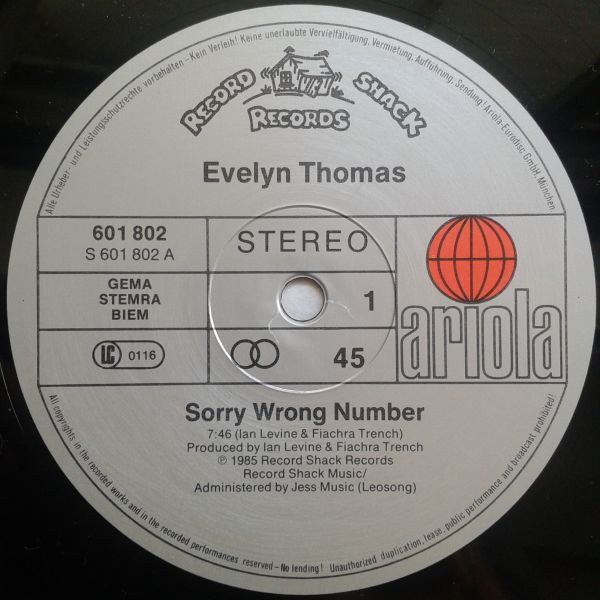 Alle Urheber- und Leistungsschutzrechte vorbehalten - Kein Verleih! Keine unerlaubte Vervielfältigung, Vermietung, Aufführung, Sendung! Ariola-Eurodisc GmbH, München.
RECORD SHACK
RECORDS
Evelyn Thomas
601 802
S 601 802 A
STEREO
GEMA
STEMRA
BIEM
1
LC 0116
45
ariola
Sorry Wrong Number
7:46 (Ian Levine & Fiachra Trench)
Produced by Ian Levine & Fiachra Trench
℗ 1985 Record Shack Records
Record Shack Music/
Administered by Jess Music (Leosong)
All copyrights in the recorded works and in the recorded performances reserved - No lending! Unauthorized duplication, lease, public performance and broadcast prohibited!